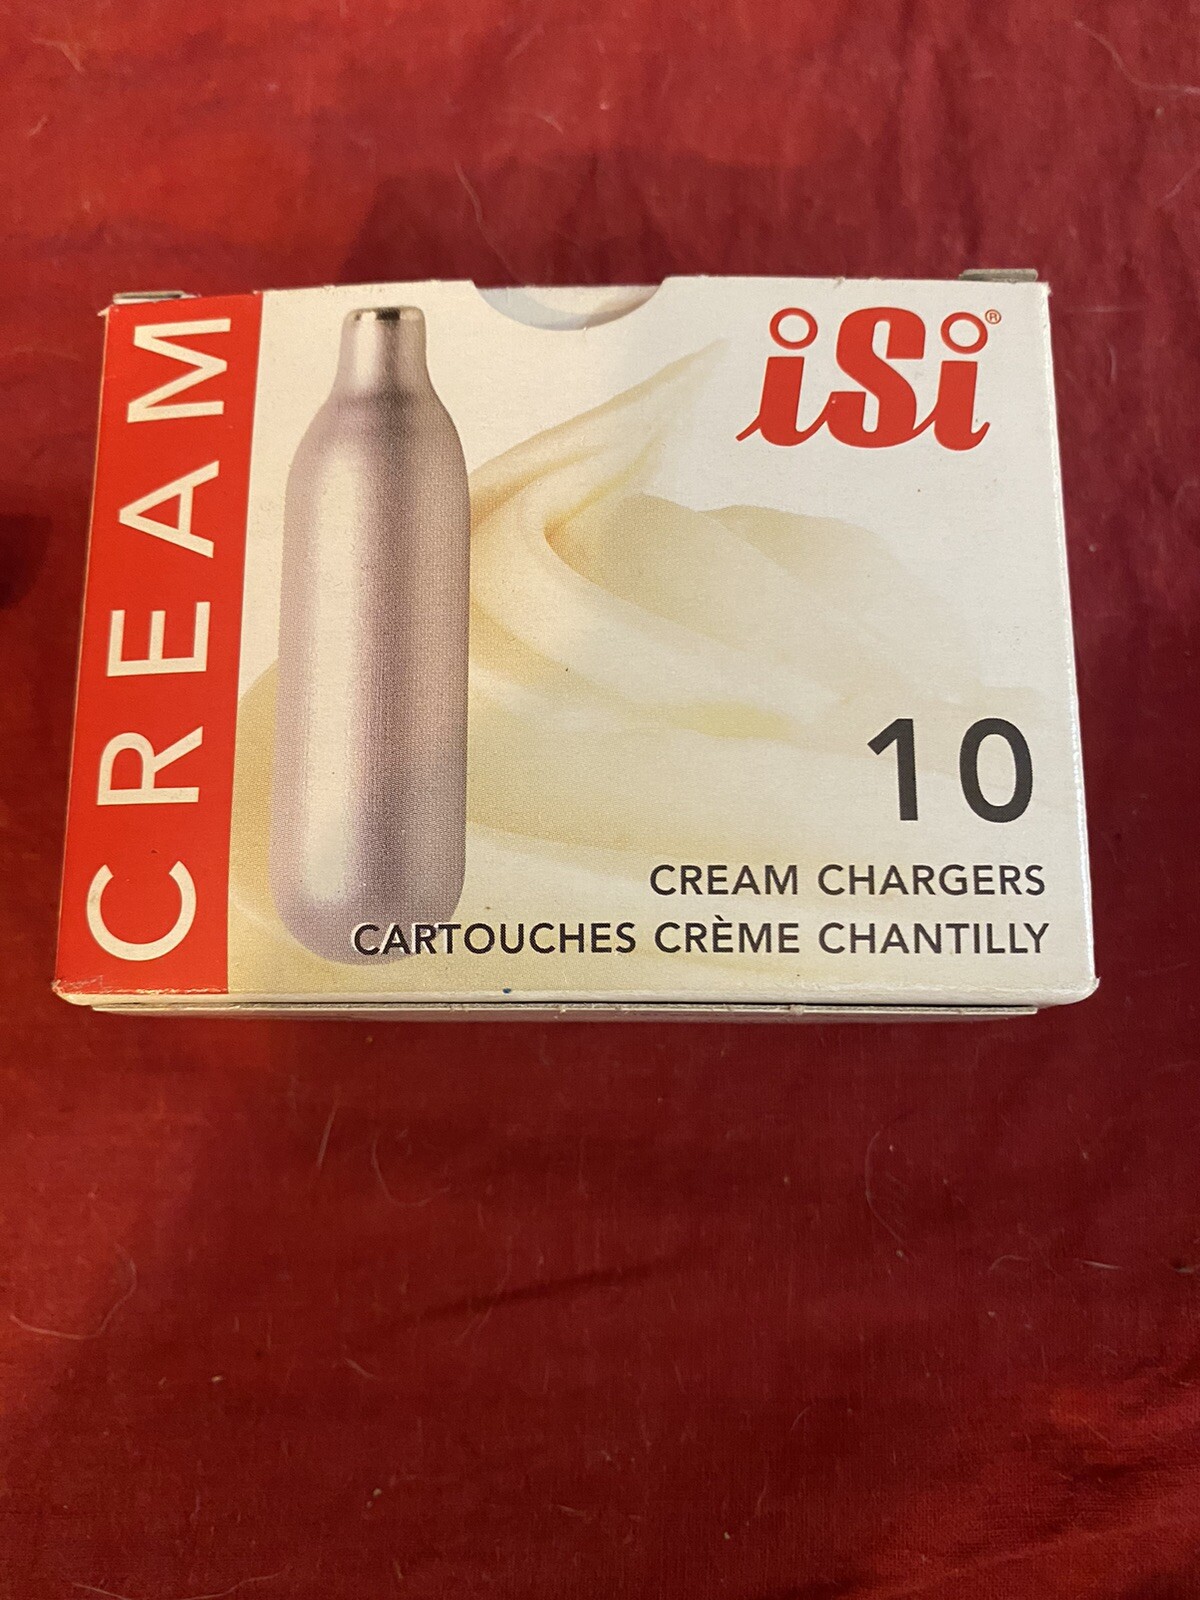 CREAM
iSi®
10
CREAM CHARGERS
CARTOUCHES CRÈME CHANTILLY